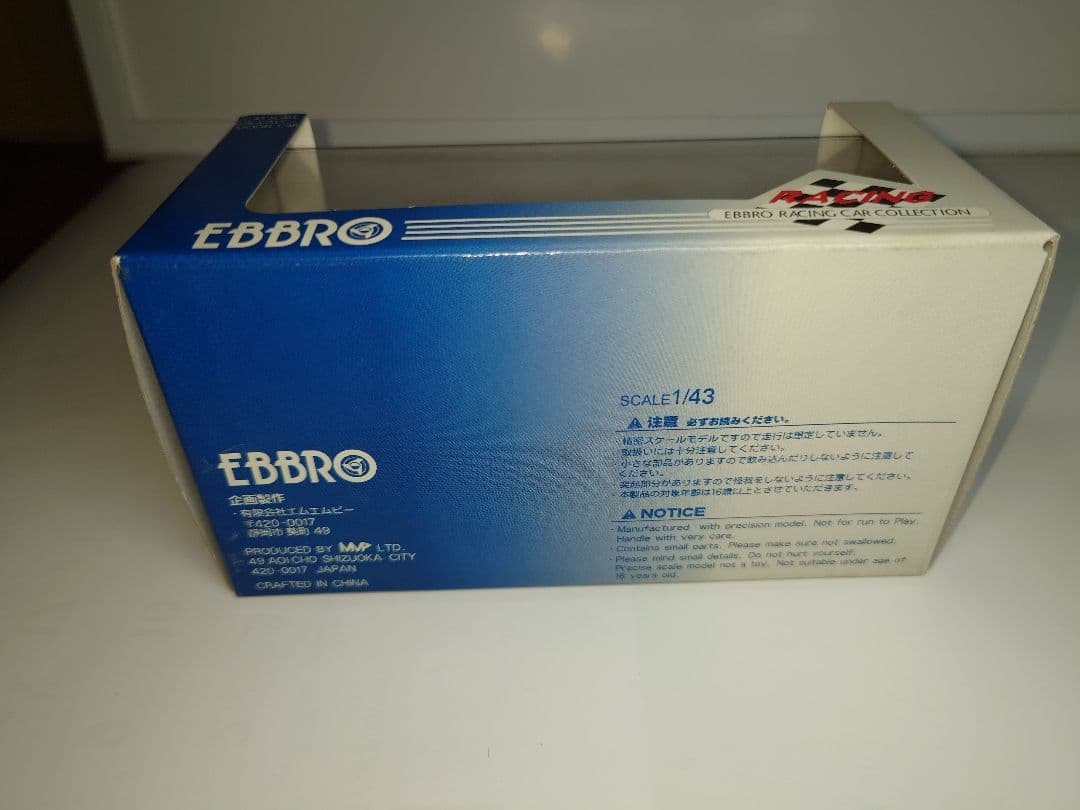 EBBRO
RACING
EBBRO RACING CAR COLLECTION
SCALE 1/43
注意 必ずお読みください。
・精密スケールモデルですので走行は想定していません。
取扱いには十分注意してください。
・小さな部品がありますので飲み込んだりしないように注意して
ください。
・突起部分がありますので怪我をしないように注意してください。
・本製品の対象年齢は16歳以上とさせていただきます。
NOTICE
・Manufactured with precision model. Not for run to Play.
Handle with very care.
・Contains small parts. Please make sure not swallowed.
・Please mind small details. Do not hurt yourself.
・Precise scale model not a toy. Not suitable under age of
16 years old.
EBBRO
企画製作
・有限会社エムエムピー
〒420-0017
静岡市 葵町 49
PRODUCED BY MMP LTD.
49 AOI CHO SHIZUOKA CITY
420-0017 JAPAN
CRAFTED IN CHINA